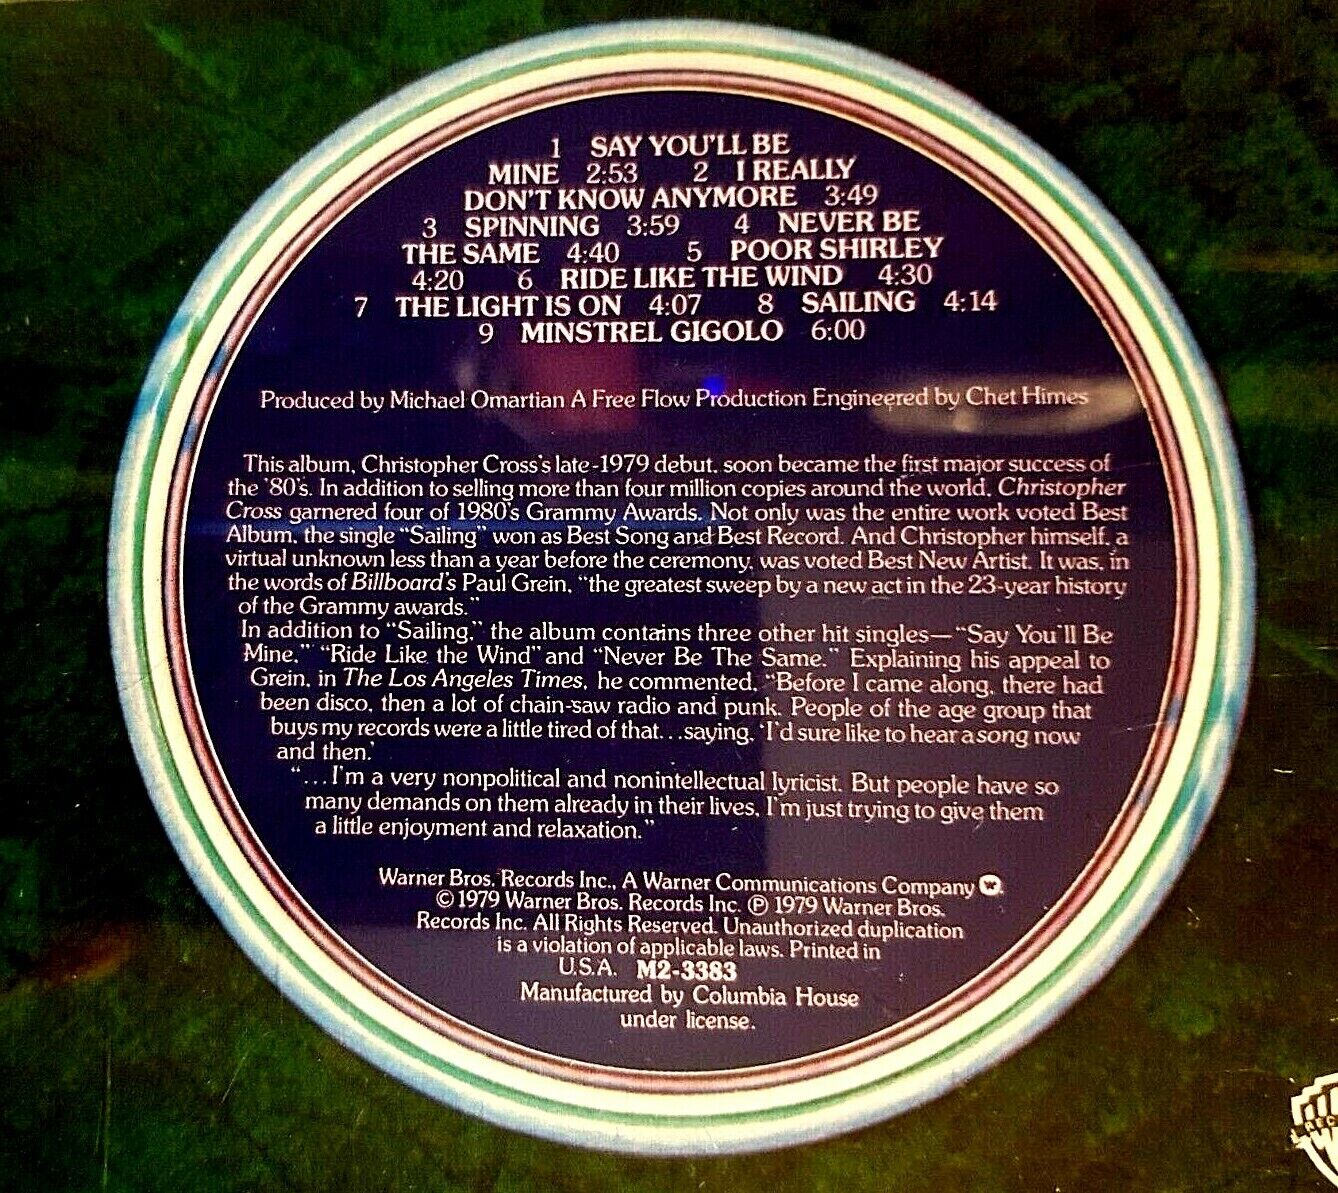 1 SAY YOU'LL BE
MINE 2:53 2 I REALLY
DON'T KNOW ANYMORE 3:49
3 SPINNING 3:59 4 NEVER BE
THE SAME 4:40 5 POOR SHIRLEY
4:20 6 RIDE LIKE THE WIND 4:30
7 THE LIGHT IS ON 4:07 8 SAILING 4:14
9 MINSTREL GIGOLO 6:00
Produced by Michael Omartian A Free Flow Production Engineered by Chet Himes
This album, Christopher Cross's late-1979 debut, soon became the first major success of
the '80's. In addition to selling more than four million copies around the world, Christopher
Cross garnered four of 1980's Grammy Awards. Not only was the entire work voted Best
Album, the single "Sailing" won as Best Song and Best Record. And Christopher himself, a
virtual unknown less than a year before the ceremony, was voted Best New Artist. It was, in
the words of Billboard's Paul Grein, "the greatest sweep by a new act in the 23-year history
of the Grammy awards."
In addition to "Sailing," the album contains three other hit singles—"Say You'll Be
Mine," "Ride Like the Wind" and "Never Be The Same." Explaining his appeal to
Grein, in The Los Angeles Times, he commented, "Before I came along, there had
been disco, then a lot of chain-saw radio and punk. People of the age group that
buys my records were a little tired of that...saying, 'I'd sure like to hear a song now
and then.'
"...I'm a very nonpolitical and nonintellectual lyricist. But people have so
many demands on them already in their lives, I'm just trying to give them
a little enjoyment and relaxation."
Warner Bros. Records Inc., A Warner Communications Company W.
©1979 Warner Bros. Records Inc. ℗ 1979 Warner Bros.
Records Inc. All Rights Reserved. Unauthorized duplication
is a violation of applicable laws. Printed in
U.S.A. M2-3383
Manufactured by Columbia House
under license.